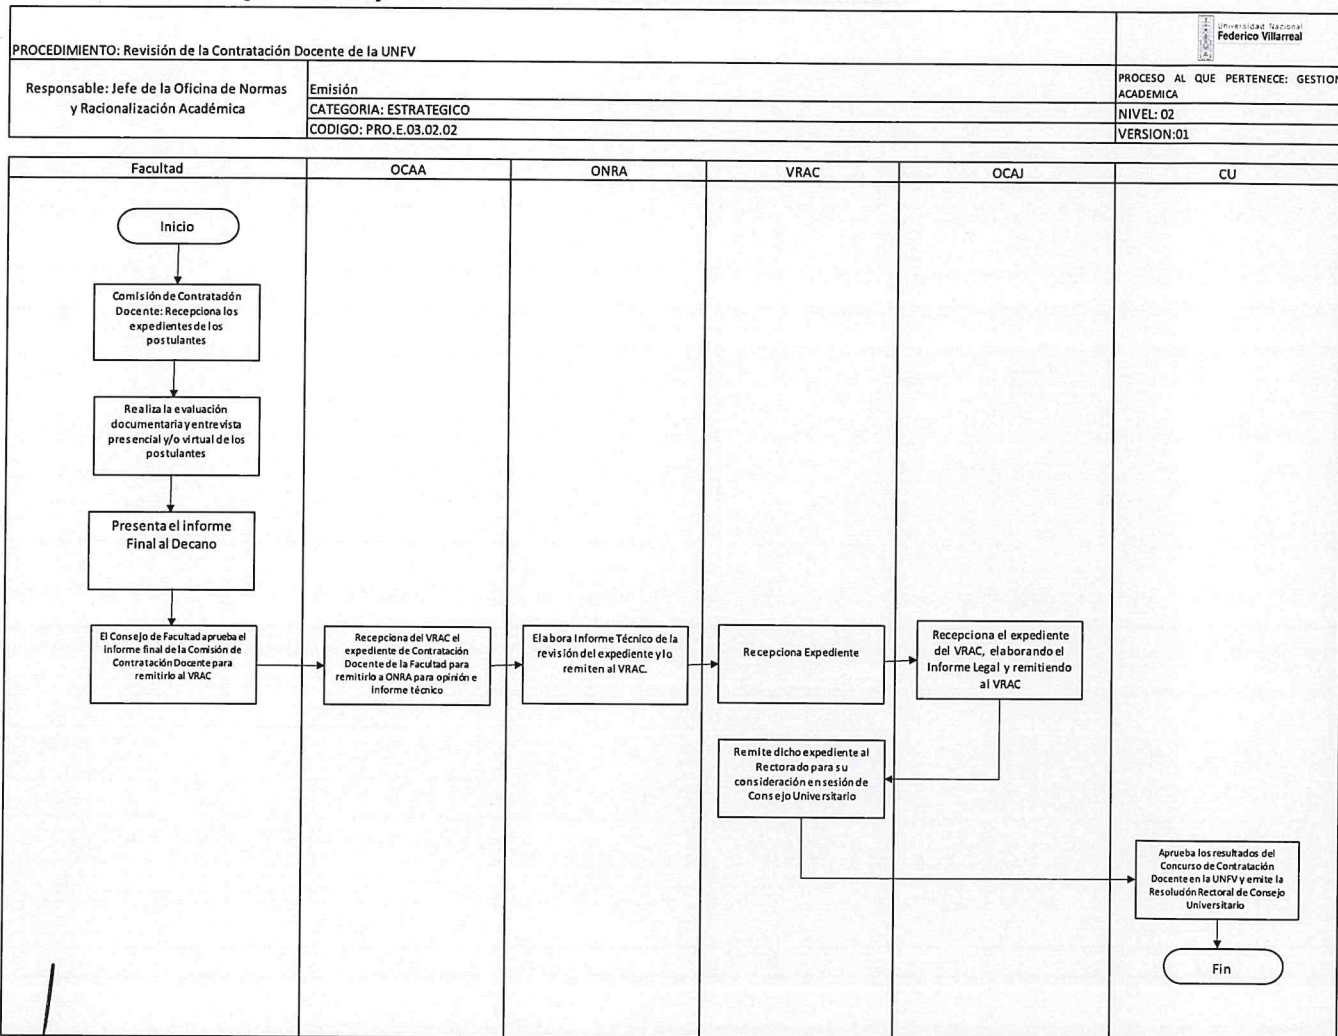 Universidad Nacional
Federico Villarreal
PROCEDIMIENTO: Revisión de la Contratación Docente de la UNFV
Responsable: Jefe de la Oficina de Normas
y Racionalización Académica
Emisión
CATEGORIA: ESTRATEGICO
CODIGO: PRO.E.03.02.02
PROCESO AL QUE PERTENECE: GESTION
ACADEMICA
NIVEL: 02
VERSION:01
Facultad
OCAA
ONRA
VRAC
OCAJ
CU
Inicio
Comisión de Contratación
Docente: Recepciona los
expedientes de los
postulantes
Realiza la evaluación
documentaria y entrevista
presencial y/o virtual de los
postulantes
Presenta el informe
Final al Decano
El Consejo de Facultad aprueba el
informe final de la Comisión de
Contratación Docente para
remitirlo al VRAC
Recepciona del VRAC el
expediente de Contratación
Docente de la Facultad para
remitirlo a ONRA para opinión e
informe técnico
Elabora Informe Técnico de la
revisión del expediente y lo
remiten al VRAC.
Recepciona Expediente
Recepciona el expediente
del VRAC, elaborando el
Informe Legal y remitiendo
al VRAC
Remite dicho expediente al
Rectorado para su
consideración en sesión de
Consejo Universitario
Aprueba los resultados del
Concurso de Contratación
Docente en la UNFV y emite la
Resolución Rectoral de Consejo
Universitario
Fin